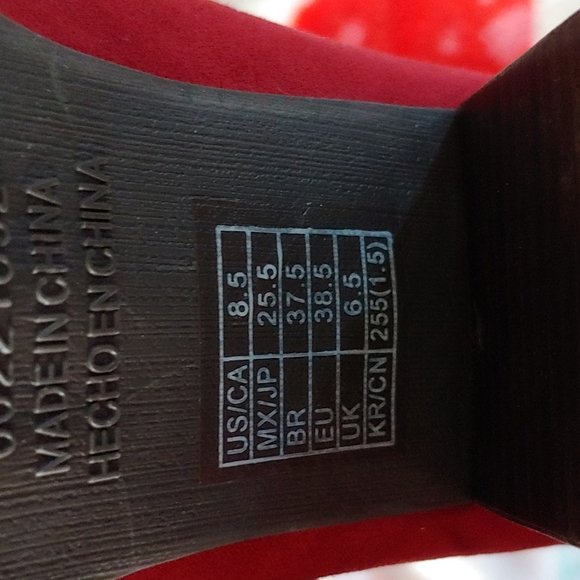 MADE IN CHINA
HECHO EN CHINA
US/CA 8.5
MX/JP 25.5
BR 37.5
EU 38.5
UK 6.5
KR/CN 255(1.5)